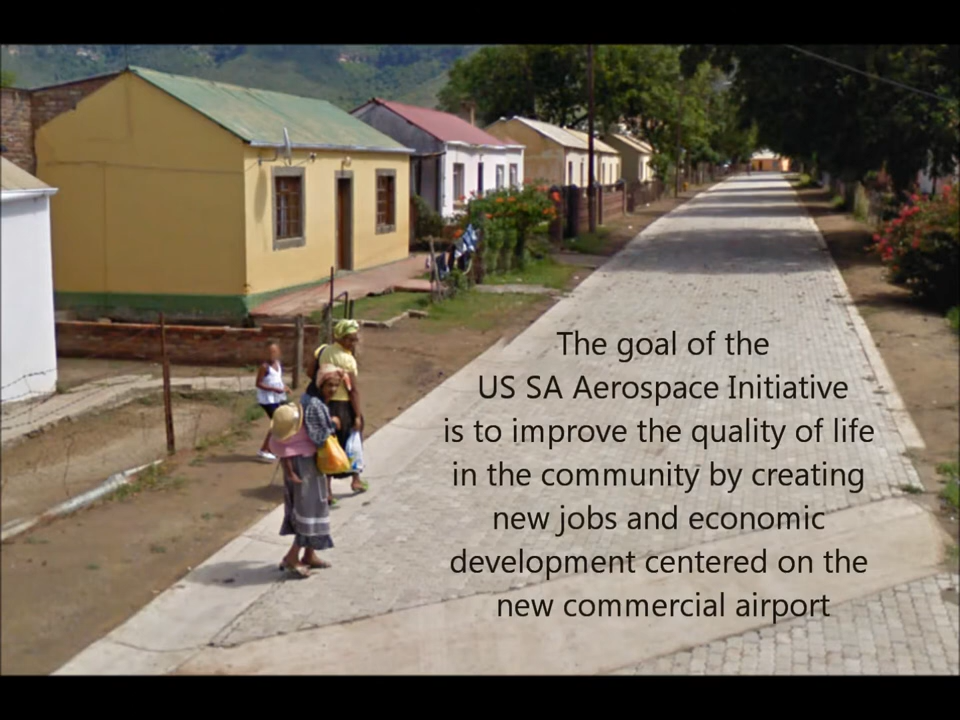 The goal of the
US SA Aerospace Initiative
is to improve the quality of life
in the community by creating
new jobs and economic
development centered on the
new commercial airport